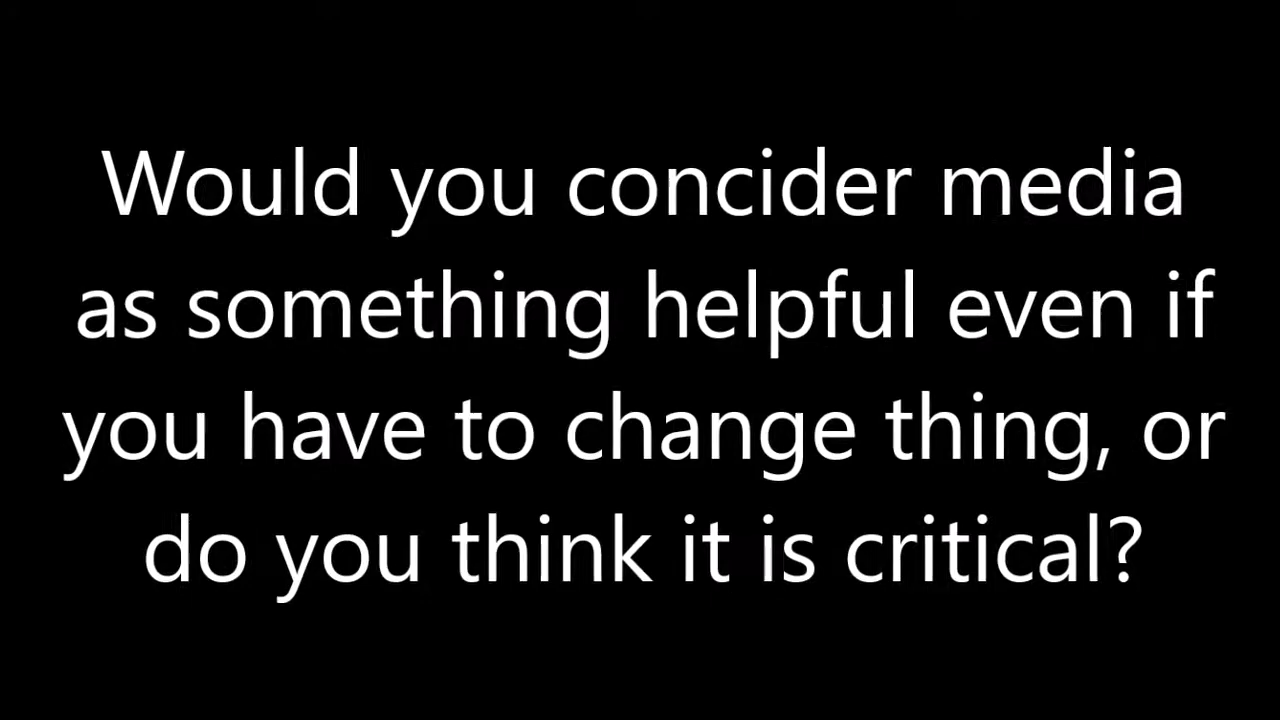 Would you concider media
as something helpful even if
you have to change thing, or
do you think it is critical?